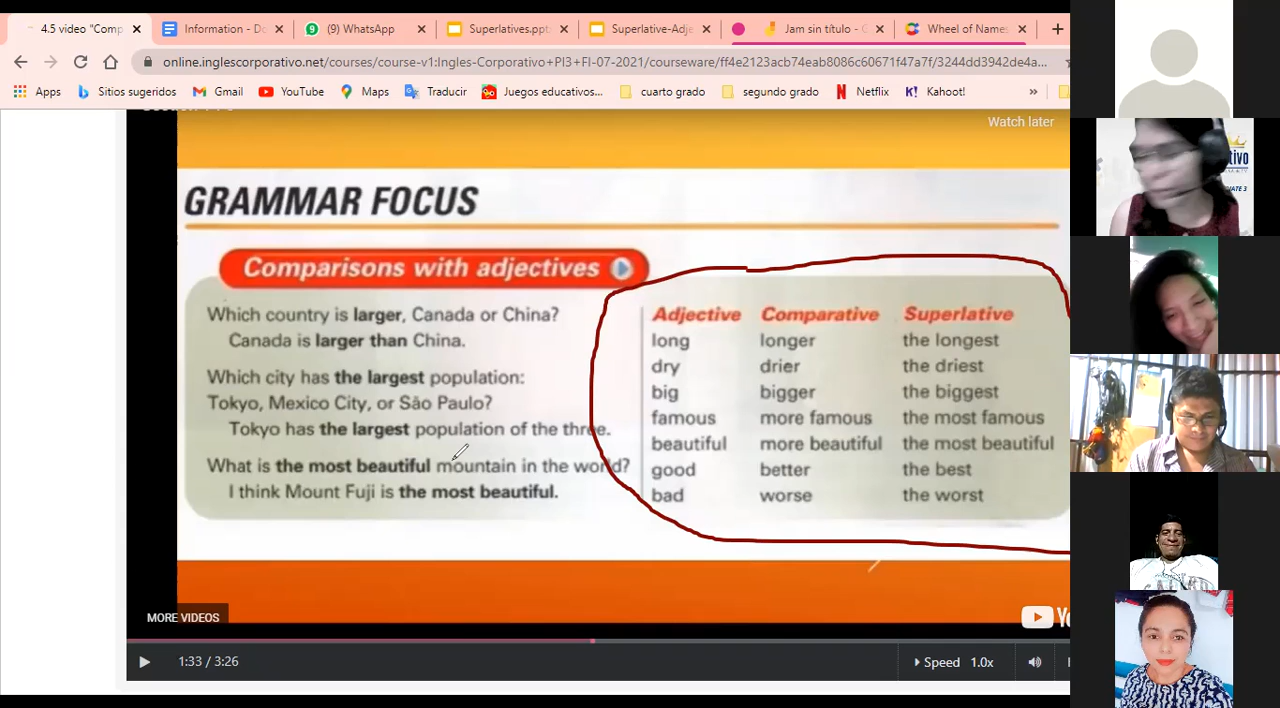 4.5 video "Comp
Information - Do
(9) WhatsApp
Superlatives.ppt
Superlative-Adje
Jam sin título - G
Wheel of Names
online.inglescorporativo.net/courses/course-v1:Ingles-Corporativo+PI3+FI-07-2021/courseware/ff4e2123acb74eab8086c60671f47a7f/3244dd3942de4a...
Apps
Sitios sugeridos
Gmail
YouTube
Maps
Traducir
Juegos educativos...
cuarto grado
segundo grado
Netflix
K! Kahoot!
»
Watch later
GRAMMAR FOCUS
Comparisons with adjectives
Which country is larger, Canada or China?
Canada is larger than China.
Which city has the largest population:
Tokyo, Mexico City, or São Paulo?
Tokyo has the largest population of the three.
What is the most beautiful mountain in the world?
I think Mount Fuji is the most beautiful.
Adjective Comparative Superlative
long longer the longest
dry drier the driest
big bigger the biggest
famous more famous the most famous
beautiful more beautiful the most beautiful
good better the best
bad worse the worst
MORE VIDEOS
1:33 / 3:26
Speed 1.0x